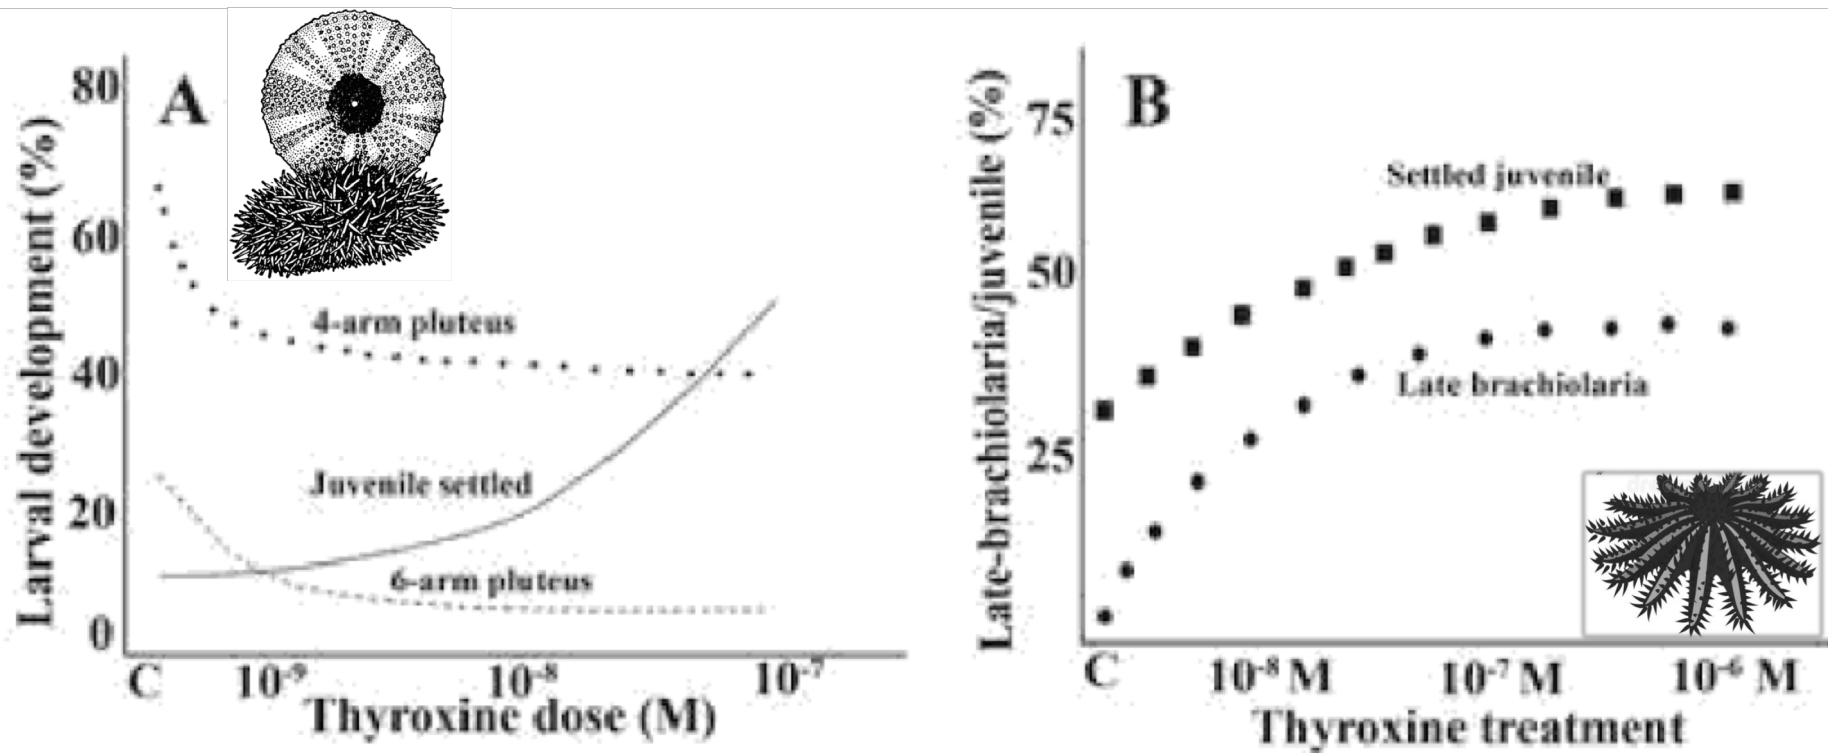 A
80
60
40
20
0
Larval development (%)
4-arm pluteus
Juvenile settled
6-arm pluteus
C 10⁻⁹ 10⁻⁸ 10⁻⁷
Thyroxine dose (M)
B
75
50
25
Late-brachiolaria/juvenile (%)
Settled juvenile
Late brachiolaria
C 10⁻⁸ M 10⁻⁷ M 10⁻⁶ M
Thyroxine treatment